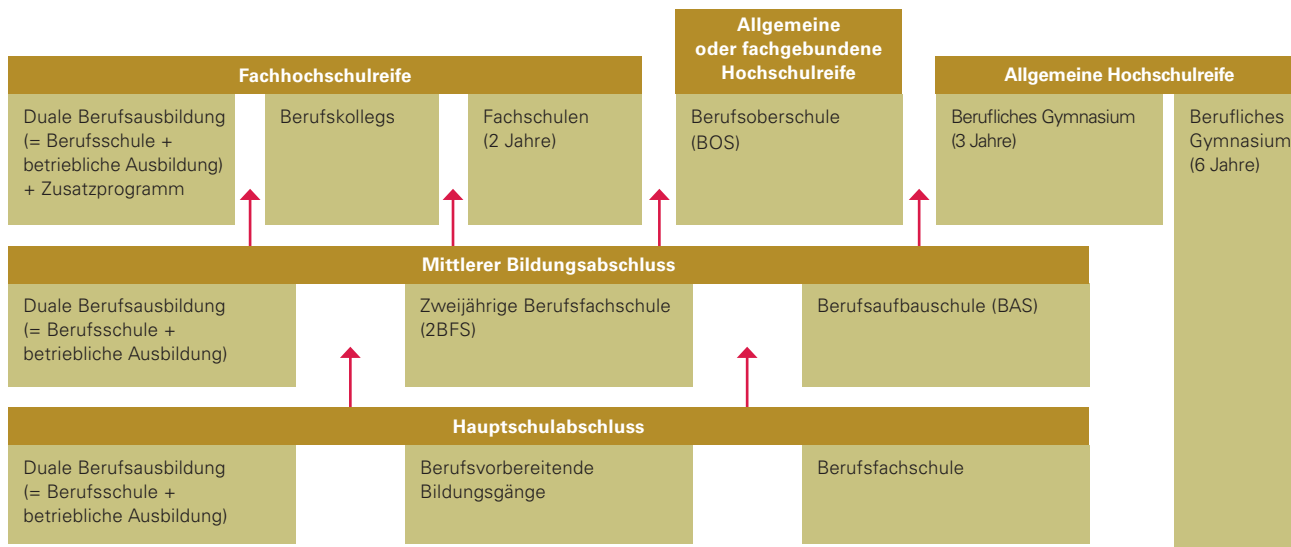 Allgemeine
oder fachgebundene
Hochschulreife
Fachhochschulreife
Allgemeine Hochschulreife
Duale Berufsausbildung
(= Berufsschule +
betriebliche Ausbildung)
+ Zusatzprogramm
Berufskollegs
Fachschulen
(2 Jahre)
Berufsoberschule
(BOS)
Berufliches Gymnasium
(3 Jahre)
Berufliches
Gymnasium
(6 Jahre)
Mittlerer Bildungsabschluss
Duale Berufsausbildung
(= Berufsschule +
betriebliche Ausbildung)
Zweijährige Berufsfachschule
(2BFS)
Berufsaufbauschule (BAS)
Hauptschulabschluss
Duale Berufsausbildung
(= Berufsschule +
betriebliche Ausbildung)
Berufsvorbereitende
Bildungsgänge
Berufsfachschule